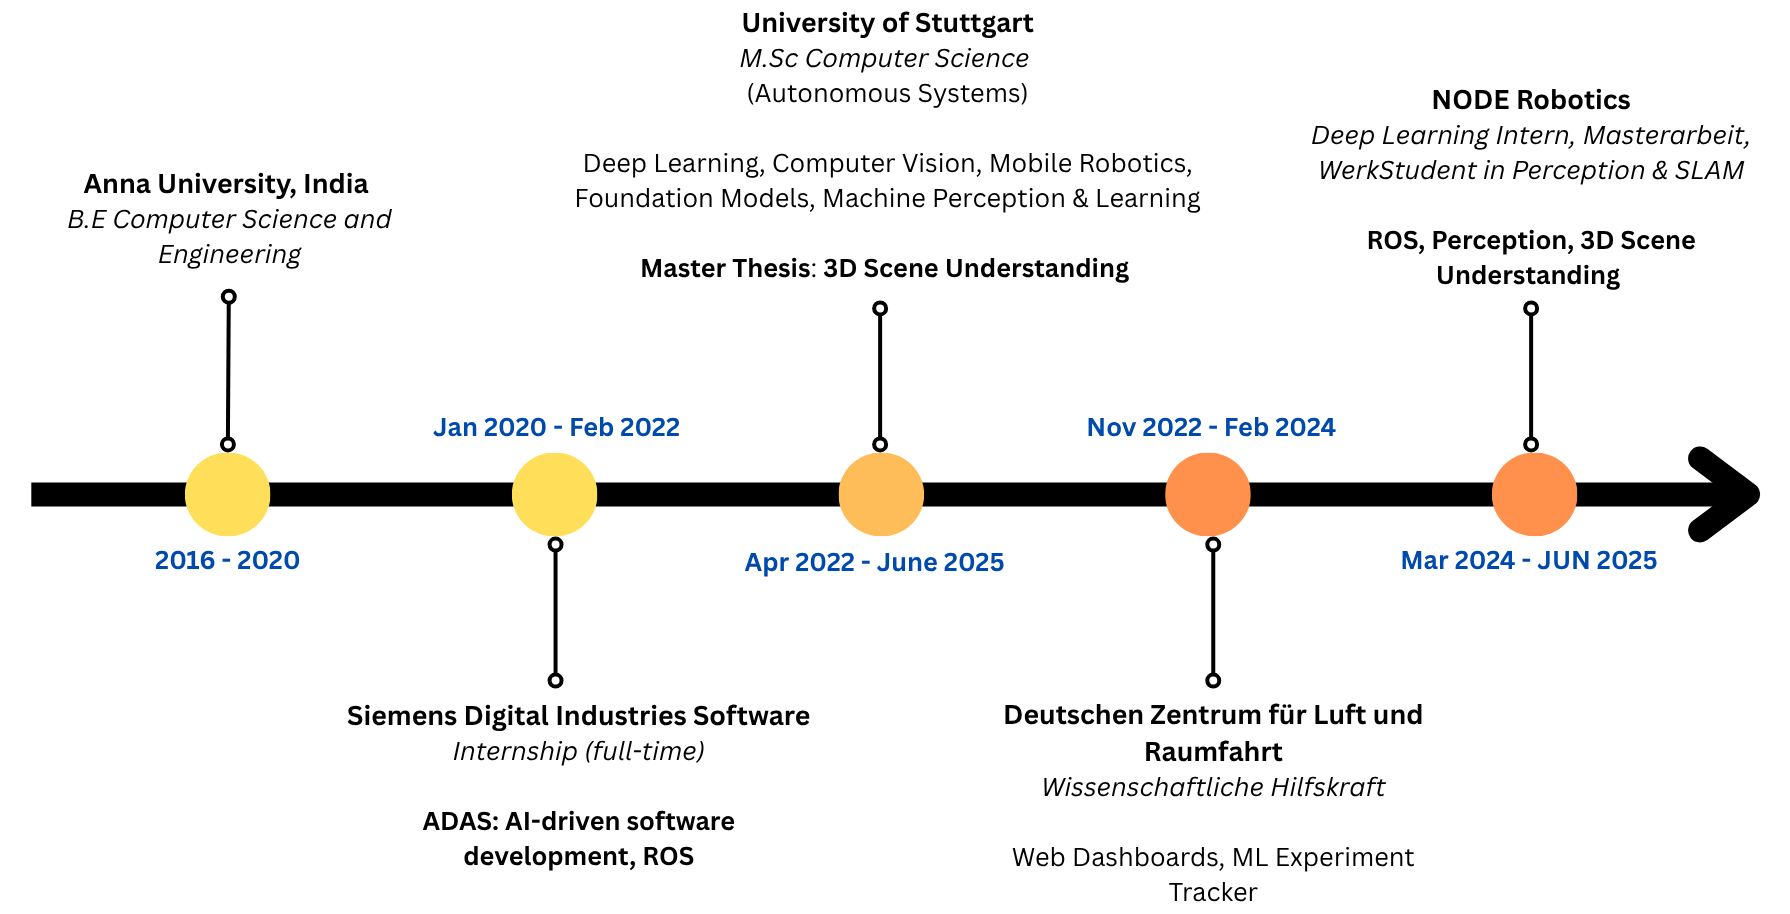 University of Stuttgart
M.Sc Computer Science
(Autonomous Systems)
Deep Learning, Computer Vision, Mobile Robotics,
Foundation Models, Machine Perception & Learning
Master Thesis: 3D Scene Understanding
NODE Robotics
Deep Learning Intern, Masterarbeit,
WerkStudent in Perception & SLAM
ROS, Perception, 3D Scene
Understanding
Anna University, India
B.E Computer Science and
Engineering
Jan 2020 - Feb 2022
Nov 2022 - Feb 2024
2016 - 2020
Apr 2022 - June 2025
Mar 2024 - JUN 2025
Siemens Digital Industries Software
Internship (full-time)
ADAS: AI-driven software
development, ROS
Deutschen Zentrum für Luft und
Raumfahrt
Wissenschaftliche Hilfskraft
Web Dashboards, ML Experiment
Tracker